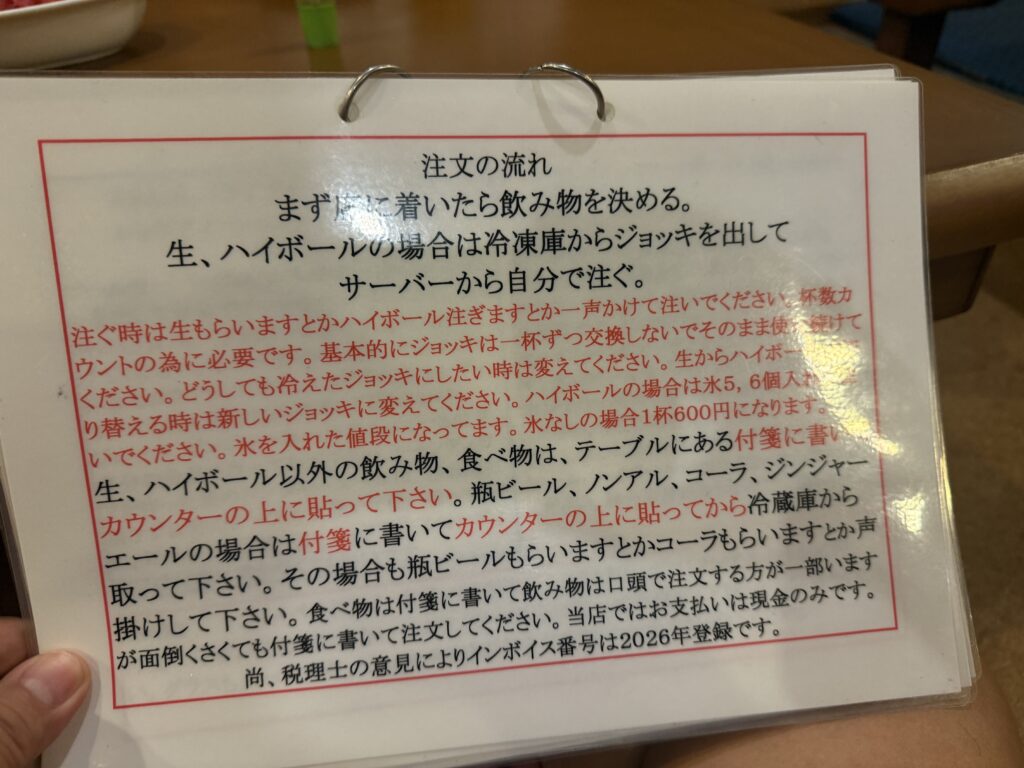 注文の流れ
まず に着いたら飲み物を決める。
生、ハイボールの場合は冷凍庫からジョッキを出して
サーバーから自分で注ぐ。
注ぐ時は生もらいますとかハイボール注ぎますとか一声かけて注いでください。杯数カ
ウントの為に必要です。基本的にジョッキは一杯ずつ交換しないでそのまま使 続けて
ください。どうしても冷えたジョッキにしたい時は変えてください。生からハイボー
り替える時は新しいジョッキに変えてください。ハイボールの場合は氷5,6個入れ
いでください。氷を入れた値段になってます。氷なしの場合1杯600円になります。
生、ハイボール以外の飲み物、食べ物は、テーブルにある付箋に書い
カウンターの上に貼って下さい。瓶ビール、ノンアル、コーラ、ジンジャー
エールの場合は付箋に書いてカウンターの上に貼ってから冷蔵庫から
取って下さい。その場合も瓶ビールもらいますとかコーラもらいますとか声
掛けして下さい。食べ物は付箋に書いて飲み物は口頭で注文する方が一部います
が面倒くさくても付箋に書いて注文してください。当店ではお支払いは現金のみです。
尚、税理士の意見によりインボイス番号は2026年登録です。